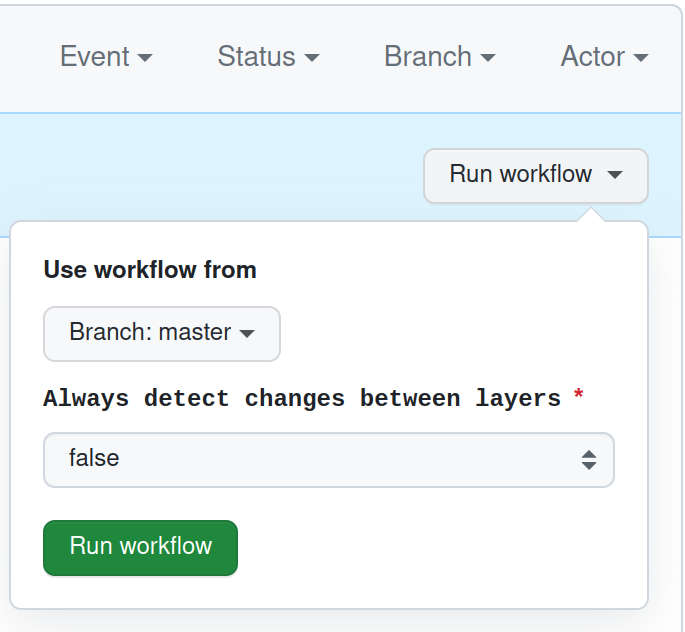 Event Status Branch Actor
Run workflow
Use workflow from
Branch: master
Always detect changes between layers *
false
Run workflow